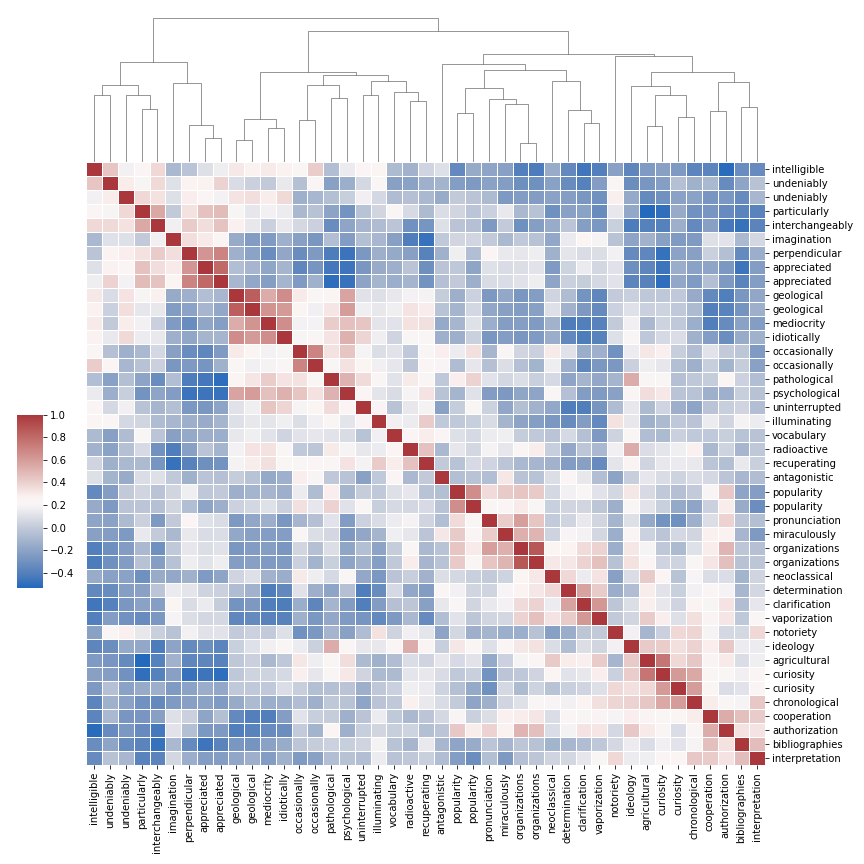 intelligible
undeniably
undeniably
particularly
interchangeably
imagination
perpendicular
appreciated
appreciated
geological
geological
mediocrity
idiotically
occasionally
occasionally
pathological
psychological
uninterrupted
illuminating
vocabulary
radioactive
recuperating
antagonistic
popularity
popularity
pronunciation
miraculously
organizations
organizations
neoclassical
determination
clarification
vaporization
notoriety
ideology
agricultural
curiosity
curiosity
chronological
cooperation
authorization
bibliographies
interpretation
1.0
0.8
0.6
0.4
0.2
0.0
−0.2
−0.4
intelligible
undeniably
undeniably
particularly
interchangeably
imagination
perpendicular
appreciated
appreciated
geological
geological
mediocrity
idiotically
occasionally
occasionally
pathological
psychological
uninterrupted
illuminating
vocabulary
radioactive
recuperating
antagonistic
popularity
popularity
pronunciation
miraculously
organizations
organizations
neoclassical
determination
clarification
vaporization
notoriety
ideology
agricultural
curiosity
curiosity
chronological
cooperation
authorization
bibliographies
interpretation